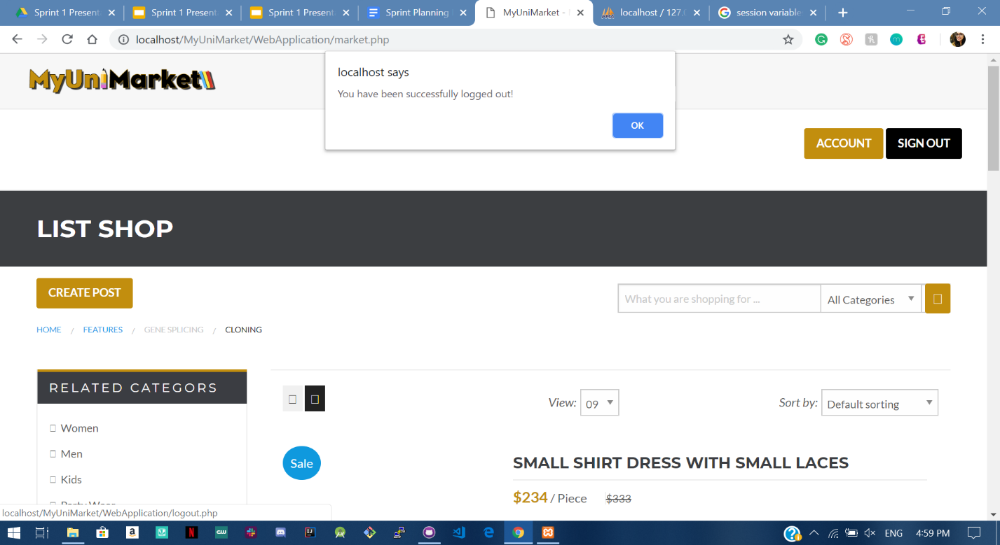 Sprint 1 Present
Sprint 1 Present
Sprint 1 Present
Sprint Planning
MyUniMarket -
localhost / 127.
session variable
localhost/MyUniMarket/WebApplication/market.php
MyUniMarket
localhost says
You have been successfully logged out!
OK
ACCOUNT
SIGN OUT
LIST SHOP
CREATE POST
What you are shopping for ...
All Categories
HOME / FEATURES / GENE SPLICING / CLONING
RELATED CATEGORS
Women
Men
Kids
Party Wear
View: 09
Sort by: Default sorting
Sale
SMALL SHIRT DRESS WITH SMALL LACES
$234 / Piece $333
localhost/MyUniMarket/WebApplication/logout.php
ENG
4:59 PM